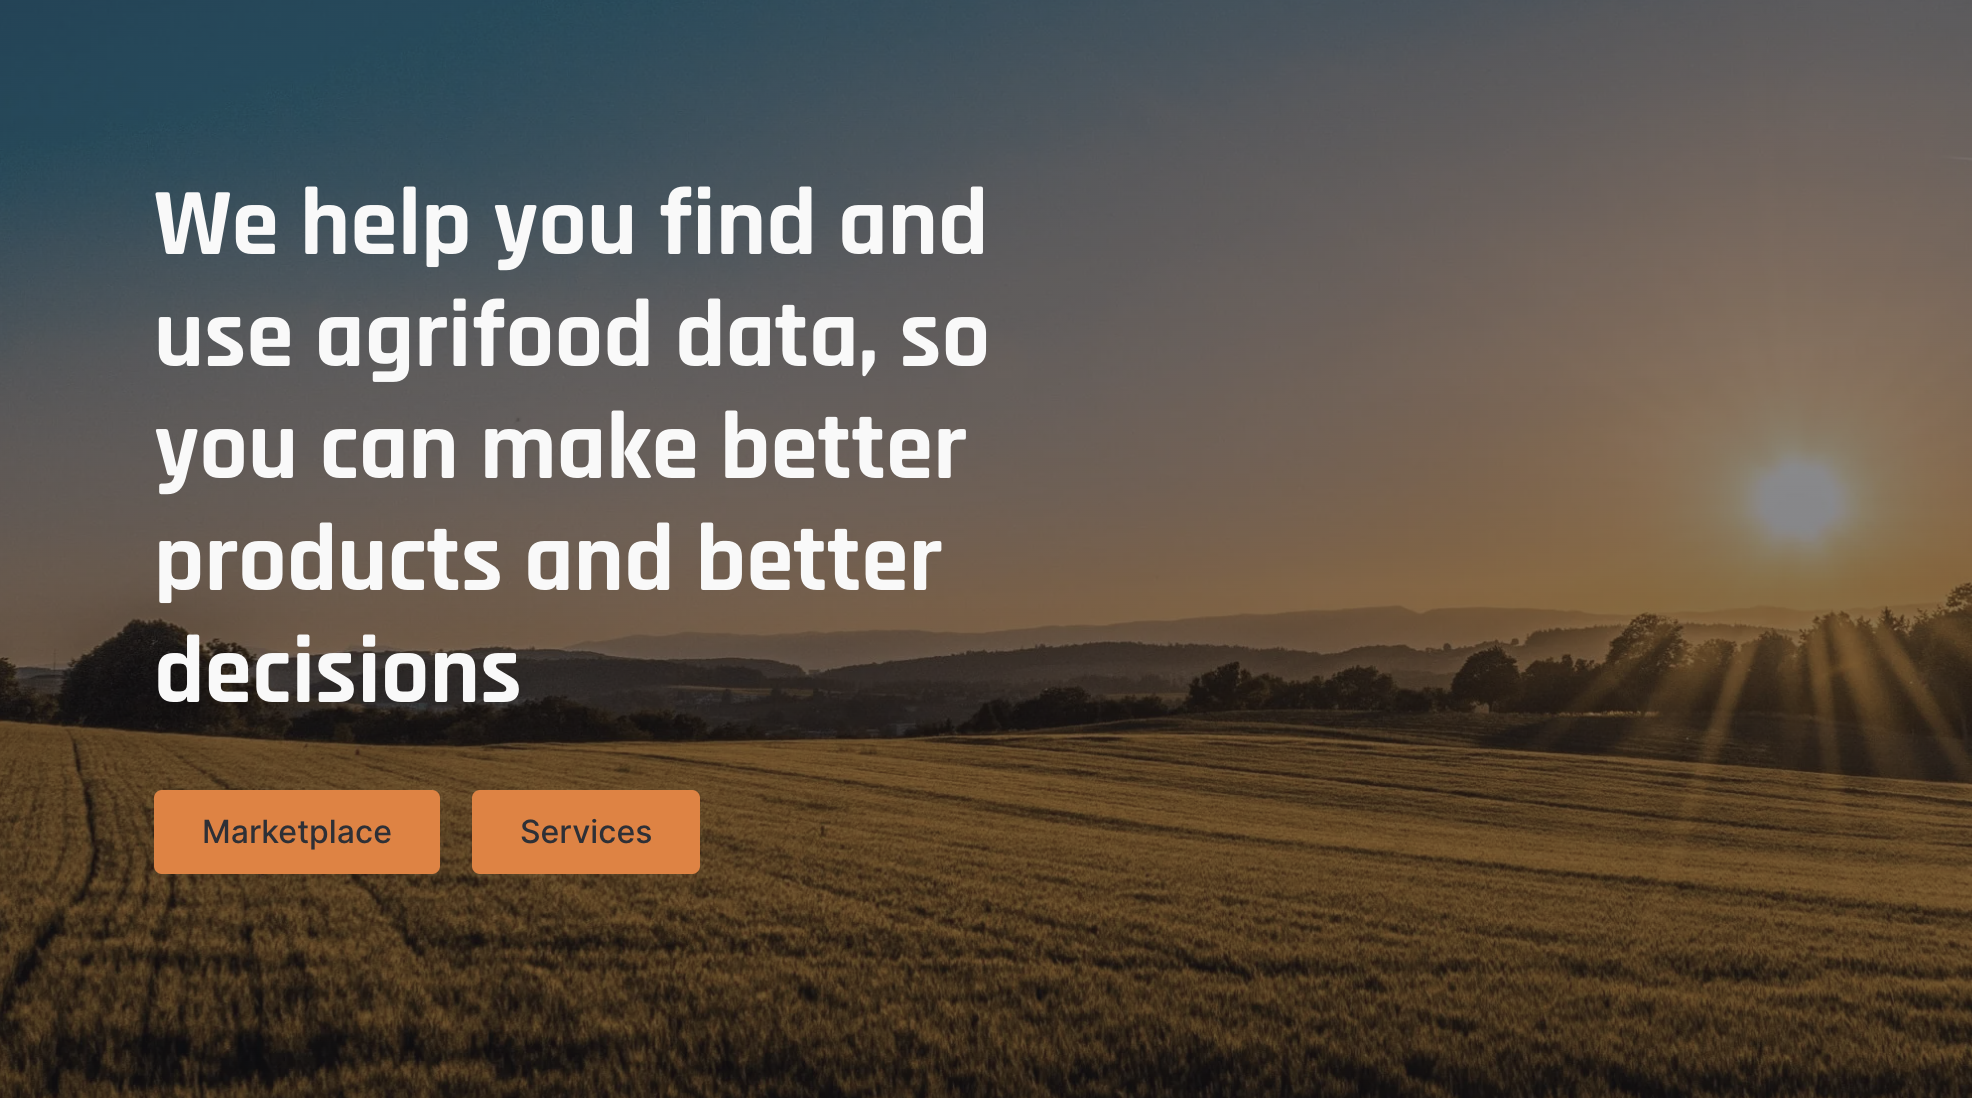 We help you find and
use agrifood data, so
you can make better
products and better
decisions
Marketplace
Services